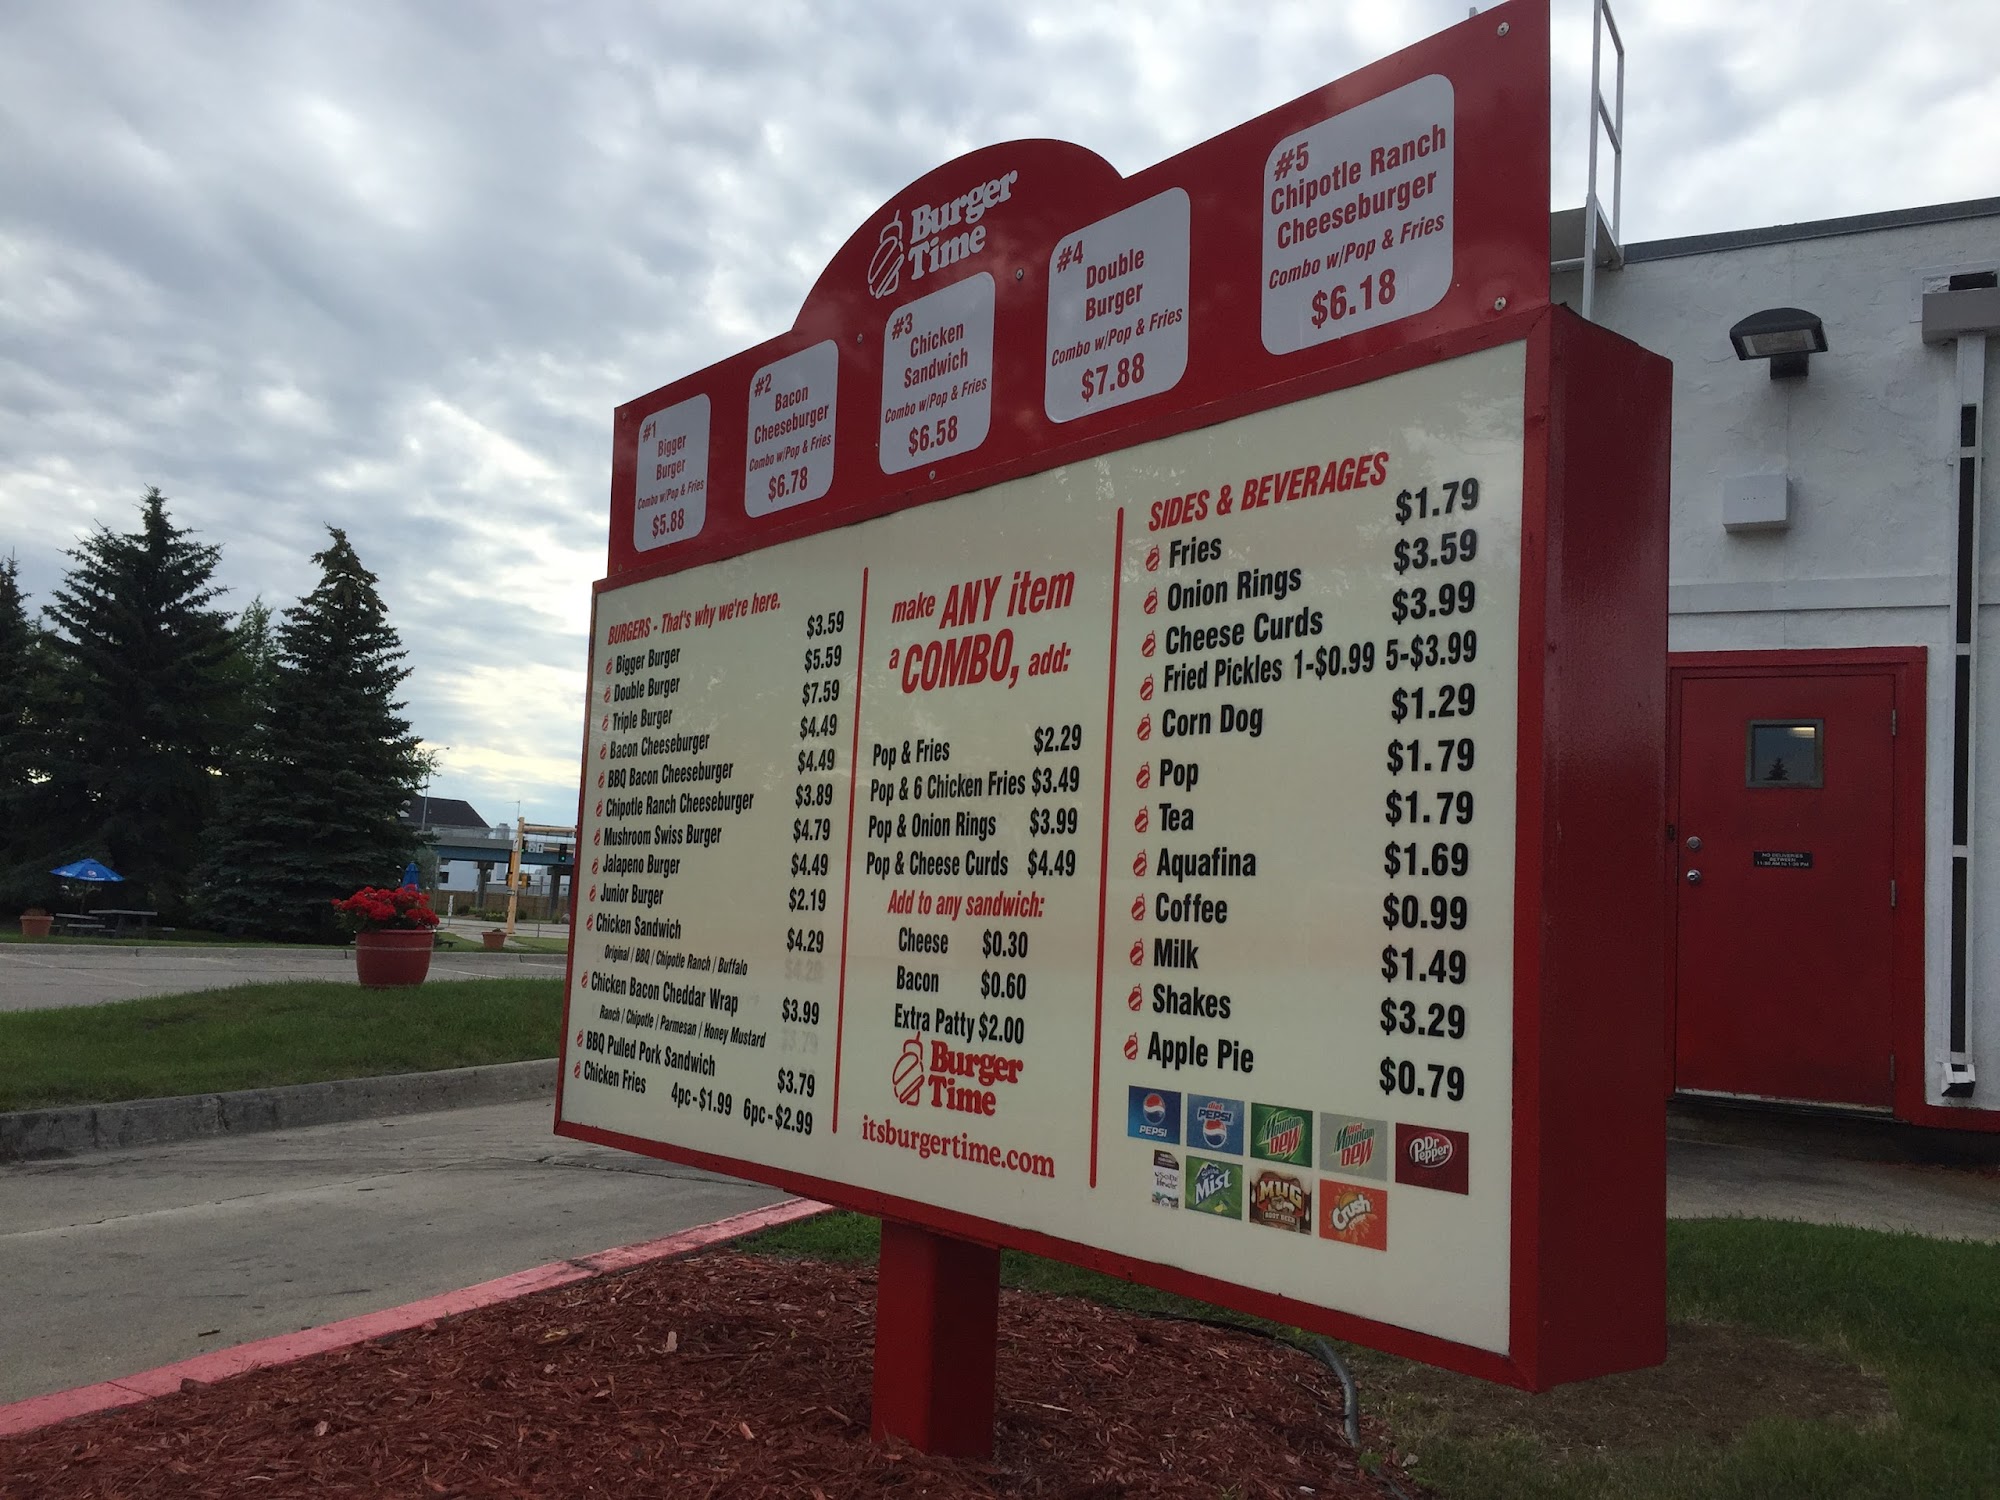 Burger
Time
#1
Bigger
Burger
Combo w/Pop & Fries
$5.88
#2
Bacon
Cheeseburger
Combo w/Pop & Fries
$6.78
#3
Chicken
Sandwich
Combo w/Pop & Fries
$6.58
#4
Double
Burger
Combo w/Pop & Fries
$7.88
#5
Chipotle Ranch
Cheeseburger
Combo w/Pop & Fries
$6.18
BURGERS - That's why we're here.
Bigger Burger $3.59
Double Burger $5.59
Triple Burger $7.59
Bacon Cheeseburger $4.49
BBQ Bacon Cheeseburger $4.49
Chipotle Ranch Cheeseburger $3.89
Mushroom Swiss Burger $4.79
Jalapeno Burger $4.49
Junior Burger $2.19
Chicken Sandwich $4.29
Original / BBQ / Chipotle Ranch / Buffalo
Chicken Bacon Cheddar Wrap $3.99
Ranch / Chipotle / Parmesan / Honey Mustard
BBQ Pulled Pork Sandwich $3.79
Chicken Fries 4pc-$1.99 6pc-$2.99
make ANY item
a COMBO, add:
Pop & Fries $2.29
Pop & 6 Chicken Fries $3.49
Pop & Onion Rings $3.99
Pop & Cheese Curds $4.49
Add to any sandwich:
Cheese $0.30
Bacon $0.60
Extra Patty $2.00
Burger
Time
itsburgertime.com
SIDES & BEVERAGES
Fries $1.79
Onion Rings $3.59
Cheese Curds $3.99
Fried Pickles 1-$0.99 5-$3.99
Corn Dog $1.29
Pop $1.79
Tea $1.79
Aquafina $1.69
Coffee $0.99
Milk $1.49
Shakes $3.29
Apple Pie $0.79
PEPSI
diet
PEPSI
Mountain
DEW
Diet
Mountain
DEW
Dr
Pepper
Mist
MUG
ROOT BEER
Crush